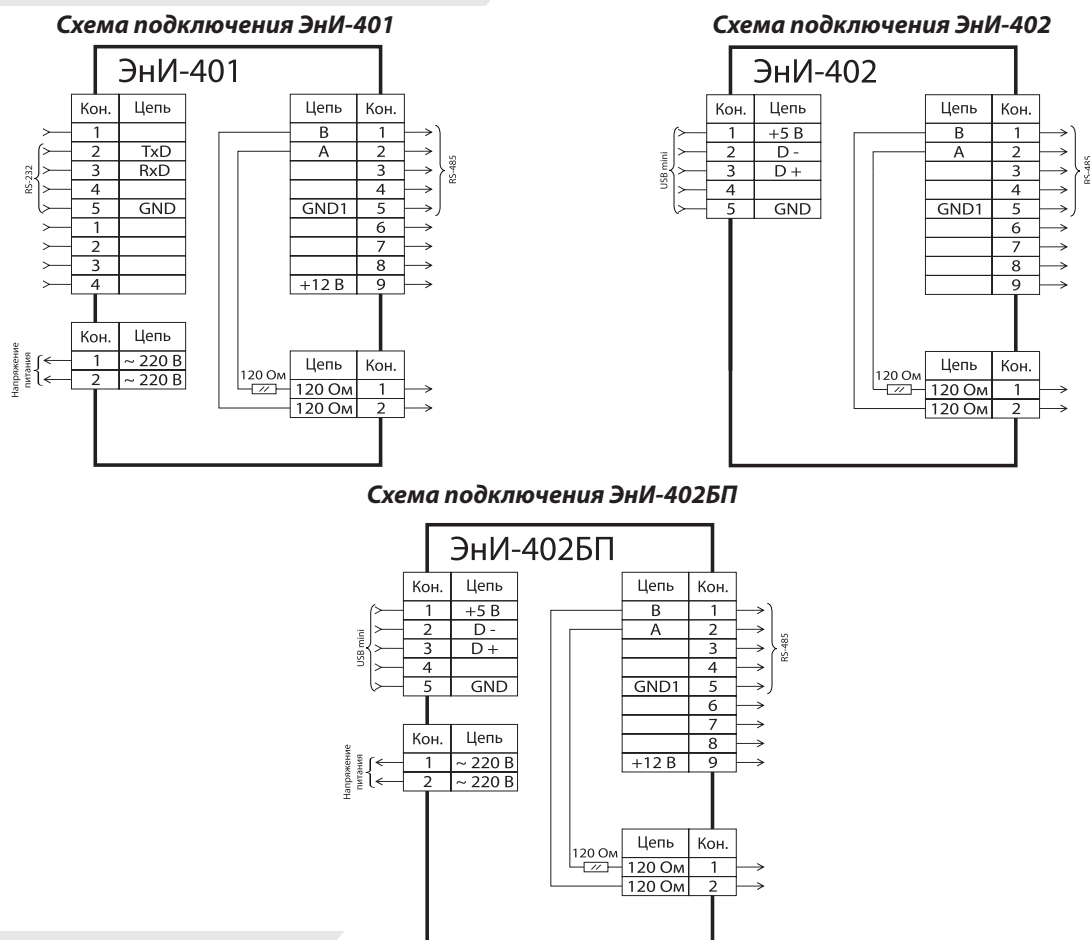 Схема подключения ЭнИ-401
ЭнИ-401
Кон. Цепь
1
2 TxD
3 RxD
4
5 GND
1
2
3
4
RS-232
Кон. Цепь
1 ~ 220 В
2 ~ 220 В
Напряжение
питания
Цепь Кон.
B 1
A 2
3
4
GND1 5
6
7
8
+12 В 9
RS-485
120 Ом
Цепь Кон.
120 Ом 1
120 Ом 2
Схема подключения ЭнИ-402
ЭнИ-402
Кон. Цепь
1 +5 В
2 D -
3 D +
4
5 GND
USB mini
Цепь Кон.
B 1
A 2
3
4
GND1 5
6
7
8
9
RS-485
120 Ом
Цепь Кон.
120 Ом 1
120 Ом 2
Схема подключения ЭнИ-402БП
ЭнИ-402БП
Кон. Цепь
1 +5 В
2 D -
3 D +
4
5 GND
USB mini
Кон. Цепь
1 ~ 220 В
2 ~ 220 В
Напряжение
питания
Цепь Кон.
B 1
A 2
3
4
GND1 5
6
7
8
+12 В 9
RS-485
120 Ом
Цепь Кон.
120 Ом 1
120 Ом 2